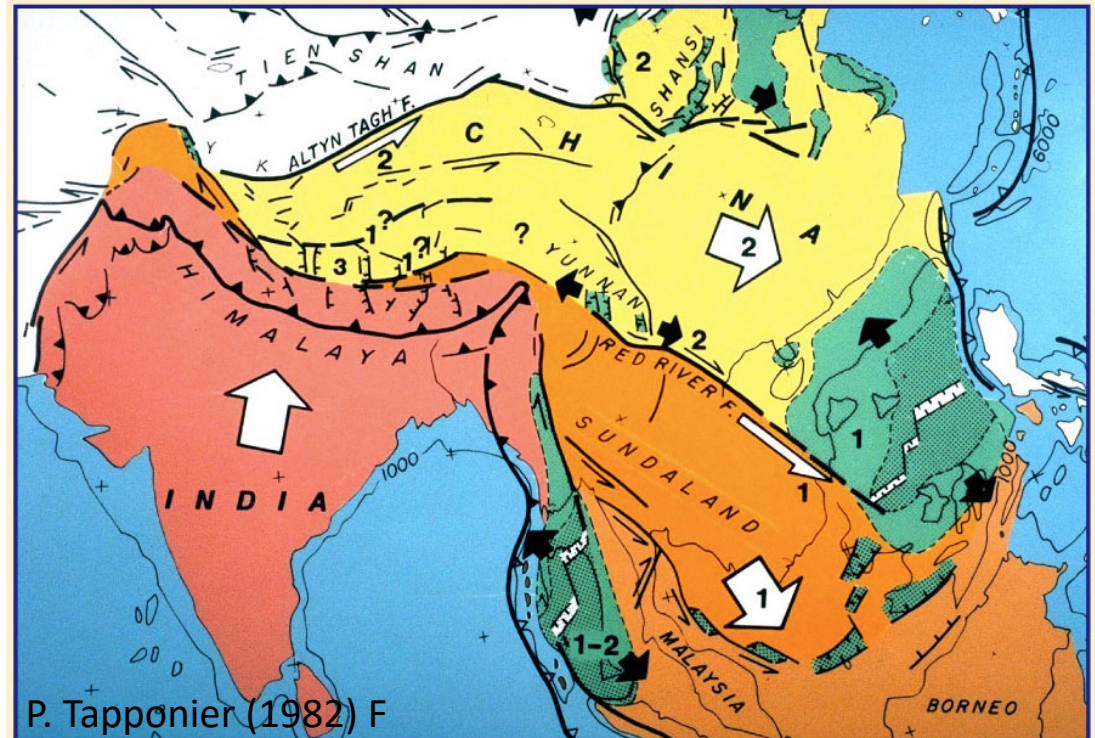 TIEN SHAN
2
SHANSI
H
6000
Y
K
ALTYN TAGH F.
2
C H
I
N A
2
1?
1?
?
3
YUNNAN
2
HIMALAYA
RED RIVER F.
1
1
SUNDALAND
1000
1000
INDIA
1
1-2
MALAYSIA
BORNEO
P. Tapponier (1982) F